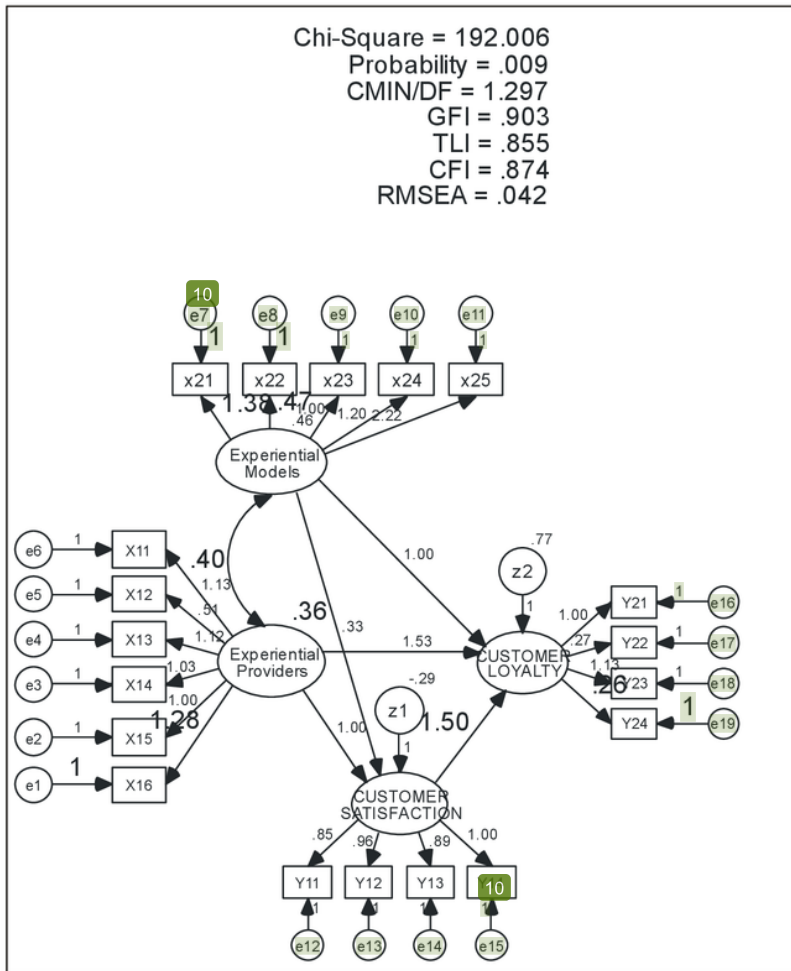 Chi-Square = 192.006
Probability = .009
CMIN/DF = 1.297
GFI = .903
TLI = .855
CFI = .874
RMSEA = .042
10
e7 e8 e9 e10 e11
1 1 1 1 1
x21 x22 x23 x24 x25
1.38 .47 1.00 1.20 2.22
.46
Experiential
Models
e6 1 X11
e5 1 X12
e4 1 X13
e3 1 X14
e2 1 X15
e1 1 X16
.40
1.13
.51
1.12
1.03
1.00
1.28
Experiential
Providers
.36
.33
1.00
1.53
1.00
.77
z2
1
CUSTOMER
LOYALTY
1.00
.27
1.13
.26
Y21 1 e16
Y22 1 e17
Y23 1 e18
Y24 1 e19
-.29
z1
1
1.50
CUSTOMER
SATISFACTION
.85 .96 .89 1.00
Y11 Y12 Y13
10
1 1 1 1
e12 e13 e14 e15